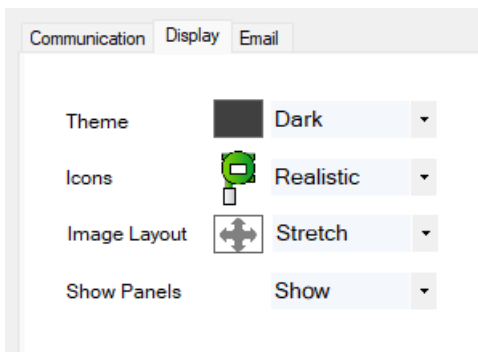 Communication Display Email
Theme Dark
Icons Realistic
Image Layout Stretch
Show Panels Show